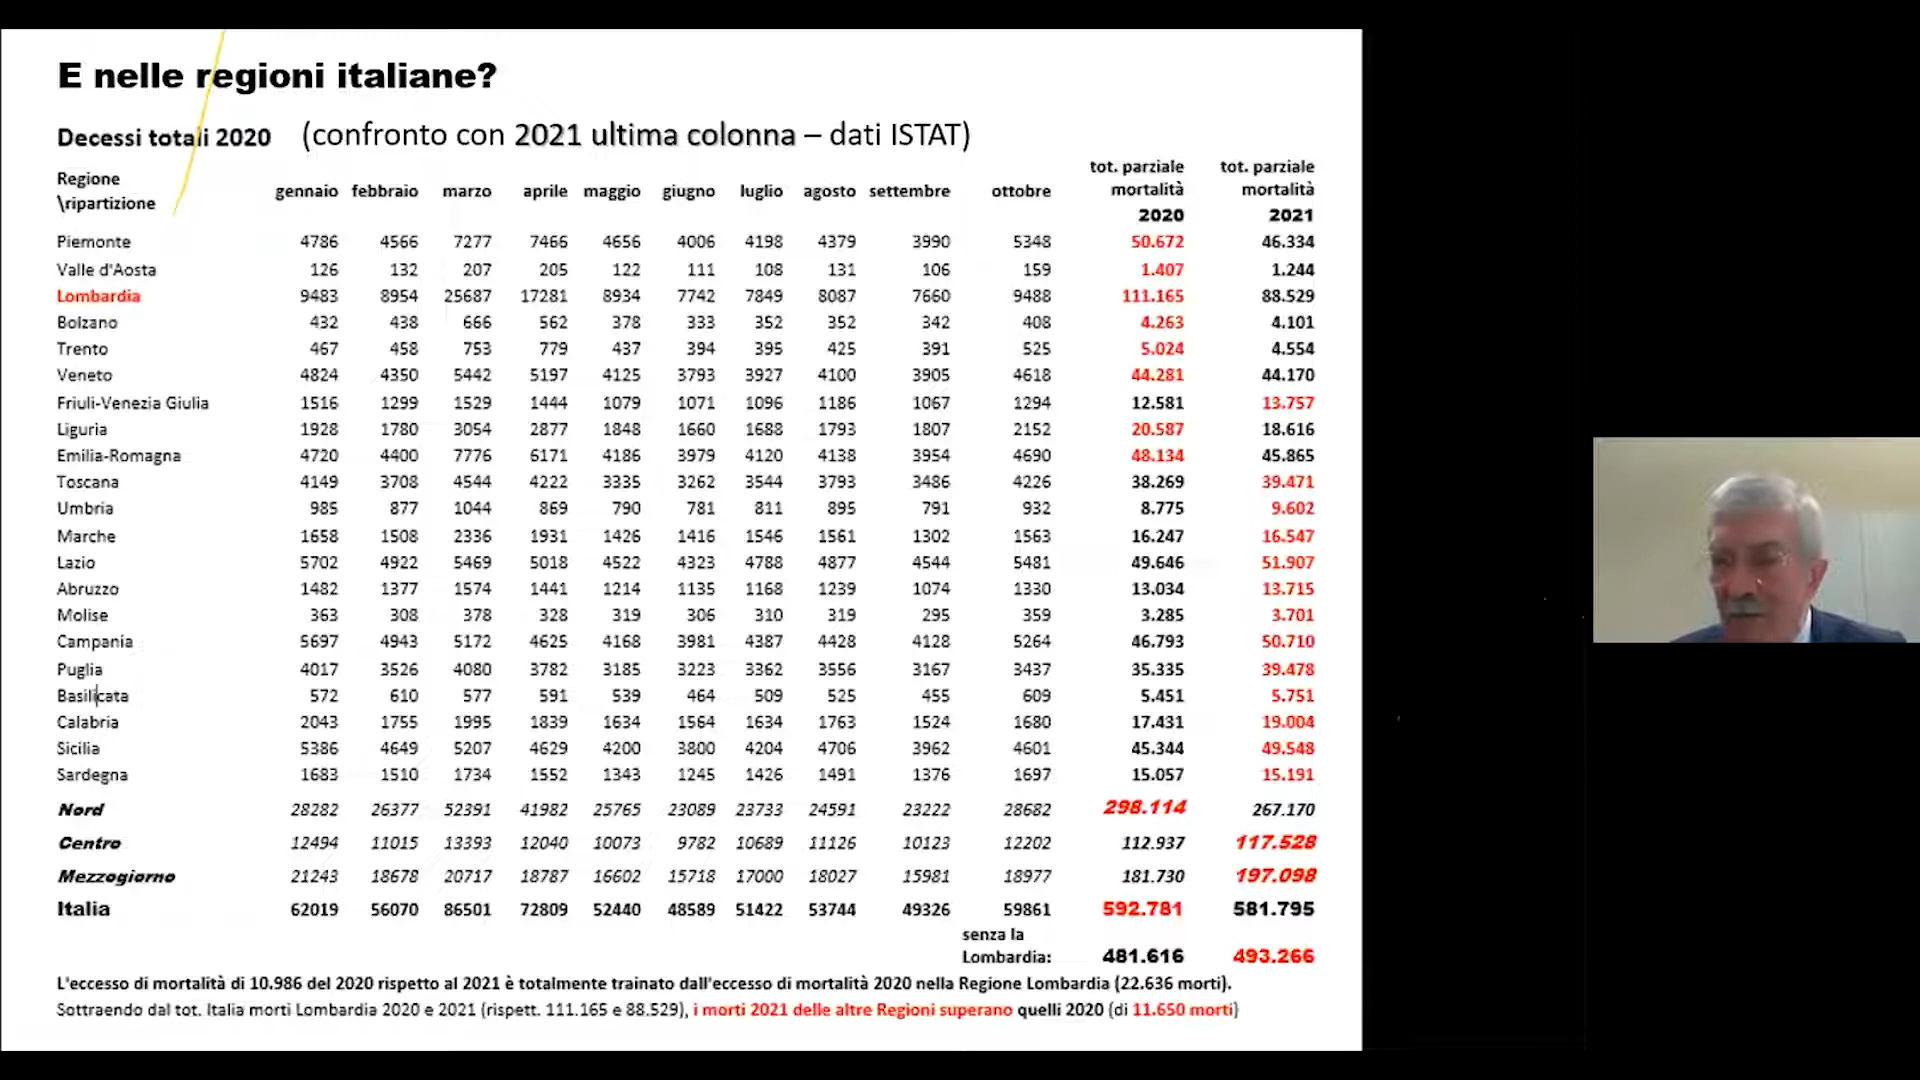 E nelle regioni italiane?
Decessi totali 2020 (confronto con 2021 ultima colonna – dati ISTAT)
Regione \ripartizione gennaio febbraio marzo aprile maggio giugno luglio agosto settembre ottobre tot. parziale mortalità 2020 tot. parziale mortalità 2021
Piemonte 4786 4566 7277 7466 4656 4006 4198 4379 3990 5348 50.672 46.334
Valle d'Aosta 126 132 207 205 122 111 108 131 106 159 1.407 1.244
Lombardia 9483 8954 25687 17281 8934 7742 7849 8087 7660 9488 111.165 88.529
Bolzano 432 438 666 562 378 333 352 352 342 408 4.263 4.101
Trento 467 458 753 779 437 394 395 425 391 525 5.024 4.554
Veneto 4824 4350 5442 5197 4125 3793 3927 4100 3905 4618 44.281 44.170
Friuli-Venezia Giulia 1516 1299 1529 1444 1079 1071 1096 1186 1067 1294 12.581 13.757
Liguria 1928 1780 3054 2877 1848 1660 1688 1793 1807 2152 20.587 18.616
Emilia-Romagna 4720 4400 7776 6171 4186 3979 4120 4138 3954 4690 48.134 45.865
Toscana 4149 3708 4544 4222 3335 3262 3544 3793 3486 4226 38.269 39.471
Umbria 985 877 1044 869 790 781 811 895 791 932 8.775 9.602
Marche 1658 1508 2336 1931 1426 1416 1546 1561 1302 1563 16.247 16.547
Lazio 5702 4922 5469 5018 4522 4323 4788 4877 4544 5481 49.646 51.907
Abruzzo 1482 1377 1574 1441 1214 1135 1168 1239 1074 1330 13.034 13.715
Molise 363 308 378 328 319 306 310 319 295 359 3.285 3.701
Campania 5697 4943 5172 4625 4168 3981 4387 4428 4128 5264 46.793 50.710
Puglia 4017 3526 4080 3782 3185 3223 3362 3556 3167 3437 35.335 39.478
Basilicata 572 610 577 591 539 464 509 525 455 609 5.451 5.751
Calabria 2043 1755 1995 1839 1634 1564 1634 1763 1524 1680 17.431 19.004
Sicilia 5386 4649 5207 4629 4200 3800 4204 4706 3962 4601 45.344 49.548
Sardegna 1683 1510 1734 1552 1343 1245 1426 1491 1376 1697 15.057 15.191
Nord 28282 26377 52391 41982 25765 23089 23733 24591 23222 28682 298.114 267.170
Centro 12494 11015 13393 12040 10073 9782 10689 11126 10123 12202 112.937 117.528
Mezzogiorno 21243 18678 20717 18787 16602 15718 17000 18027 15981 18977 181.730 197.098
Italia 62019 56070 86501 72809 52440 48589 51422 53744 49326 59861 592.781 581.795
senza la
Lombardia: 481.616 493.266
L'eccesso di mortalità di 10.986 del 2020 rispetto al 2021 è totalmente trainato dall'eccesso di mortalità 2020 nella Regione Lombardia (22.636 morti).
Sottraendo dal tot. Italia morti Lombardia 2020 e 2021 (rispett. 111.165 e 88.529), i morti 2021 delle altre Regioni superano quelli 2020 (di 11.650 morti)